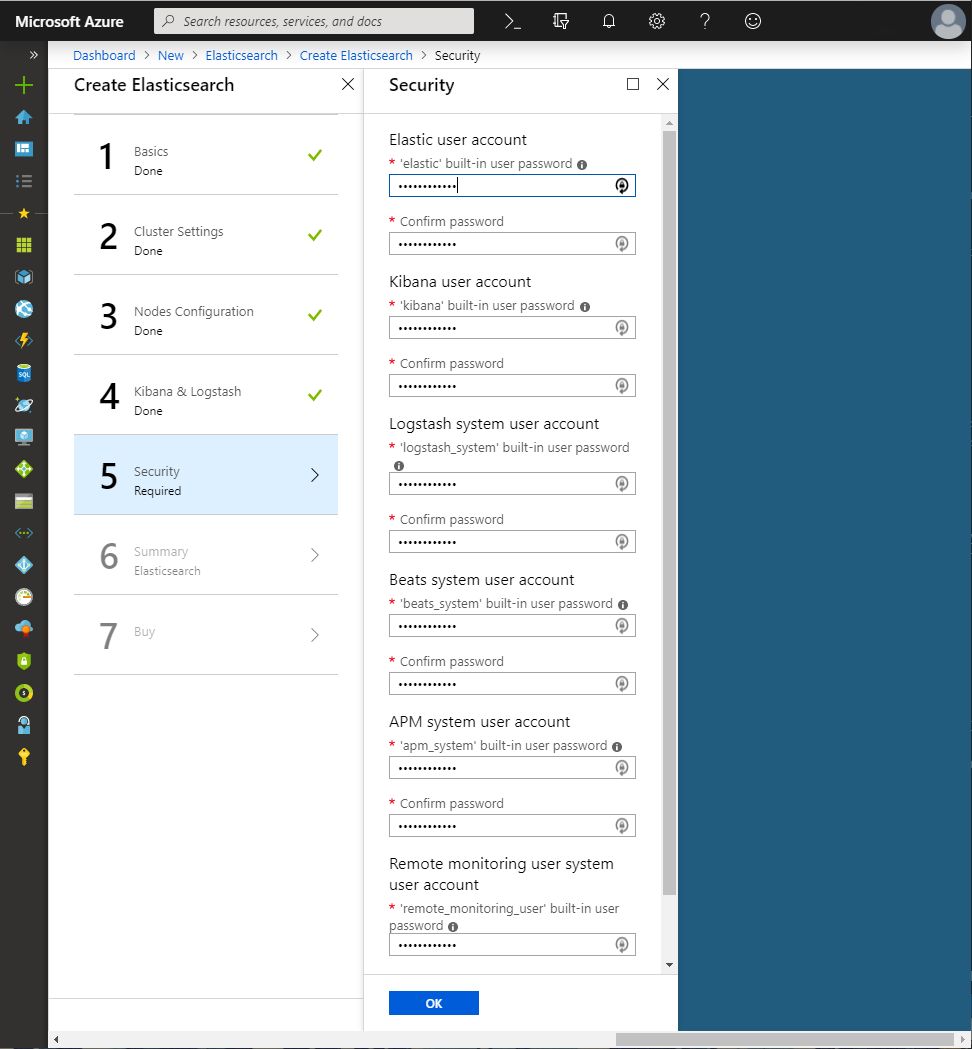 Microsoft Azure
Search resources, services, and docs
Dashboard > New > Elasticsearch > Create Elasticsearch > Security
Create Elasticsearch
1
Basics
Done
2
Cluster Settings
Done
3
Nodes Configuration
Done
4
Kibana & Logstash
Done
5
Security
Required
6
Summary
Elasticsearch
7
Buy
Security
Elastic user account
* 'elastic' built-in user password
••••••••••••
* Confirm password
••••••••••••
Kibana user account
* 'kibana' built-in user password
••••••••••••
* Confirm password
••••••••••••
Logstash system user account
* 'logstash_system' built-in user password
••••••••••••
* Confirm password
••••••••••••
Beats system user account
* 'beats_system' built-in user password
••••••••••••
* Confirm password
••••••••••••
APM system user account
* 'apm_system' built-in user password
••••••••••••
* Confirm password
••••••••••••
Remote monitoring user system
user account
* 'remote_monitoring_user' built-in user
password
••••••••••••
OK